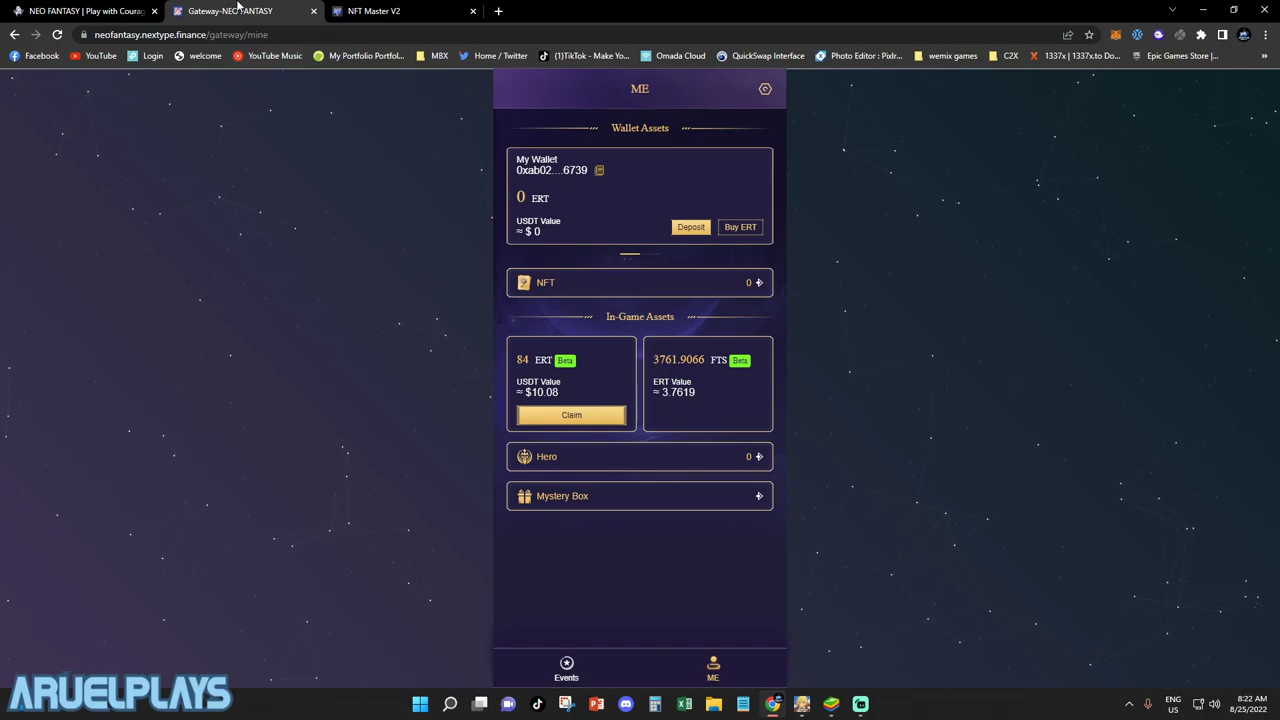 NEO FANTASY | Play with Courag
Gateway-NEO FANTASY
NFT Master V2
neofantasy.nextype.finance/gateway/mine
Facebook
YouTube
Login
welcome
YouTube Music
My Portfolio Portfol...
MBX
Home / Twitter
(1)TikTok - Make You...
Omada Cloud
QuickSwap Interface
Photo Editor : Pixlr...
wemix games
C2X
1337x | 1337x.to Do...
Epic Games Store |...
ME
Wallet Assets
My Wallet
0xab02....6739
0 ERT
USDT Value
≈ $ 0
Deposit
Buy ERT
NFT
0
In-Game Assets
84 ERT Beta
USDT Value
≈ $10.08
Claim
3761.9066 FTS Beta
ERT Value
≈ 3.7619
Hero
0
Mystery Box
Events
ME
ARUELPLAYS
ENG
US
8:22 AM
8/25/2022